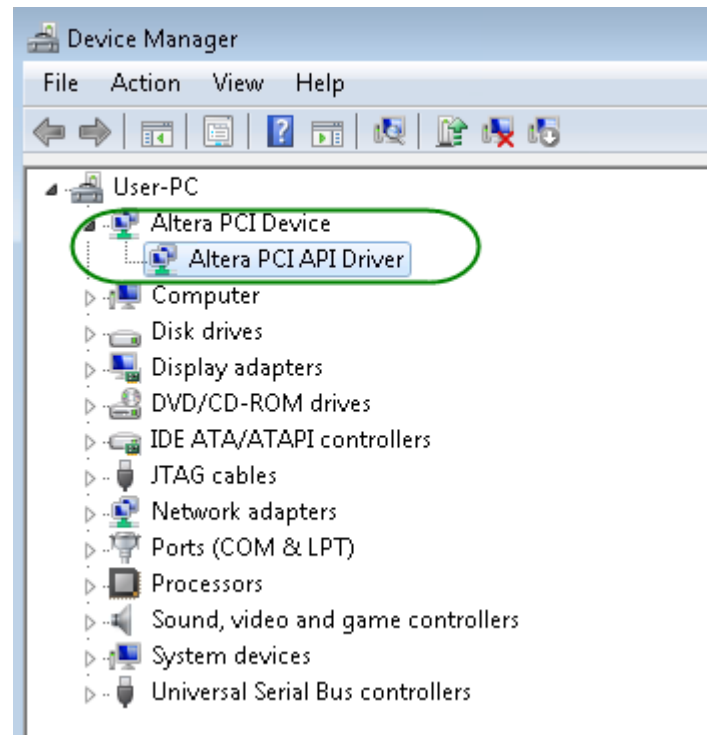 Device Manager
File Action View Help
User-PC
Altera PCI Device
Altera PCI API Driver
Computer
Disk drives
Display adapters
DVD/CD-ROM drives
IDE ATA/ATAPI controllers
JTAG cables
Network adapters
Ports (COM & LPT)
Processors
Sound, video and game controllers
System devices
Universal Serial Bus controllers